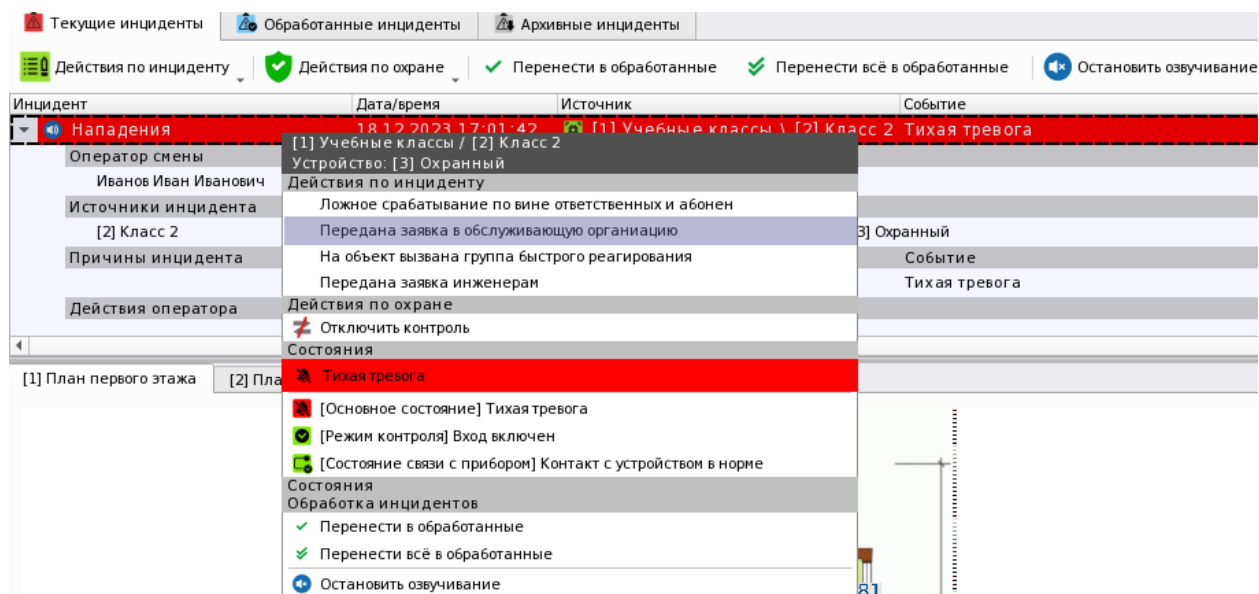 Текущие инциденты Обработанные инциденты Архивные инциденты
Действия по инциденту Действия по охране Перенести в обработанные Перенести всё в обработанные Остановить озвучивание
Инцидент Дата/время Источник Событие
Нападения 18.12.2023 17:01:42 [1] Учебные классы \ [2] Класс 2 Тихая тревога
[1] Учебные классы / [2] Класс 2
Оператор смены
Устройство: [3] Охранный
Иванов Иван Иванович Действия по инциденту
Источники инцидента Ложное срабатывание по вине ответственных и абонен
[2] Класс 2 Передана заявка в обслуживающую органиацию 3] Охранный
Причины инцидента На объект вызвана группа быстрого реагирования Событие
Передана заявка инженерам Тихая тревога
Действия оператора Действия по охране
Отключить контроль
Состояния
[1] План первого этажа [2] Пла Тихая тревога
[Основное состояние] Тихая тревога
[Режим контроля] Вход включен
[Состояние связи с прибором] Контакт с устройством в норме
Состояния
Обработка инцидентов
Перенести в обработанные
Перенести всё в обработанные
Остановить озвучивание
81